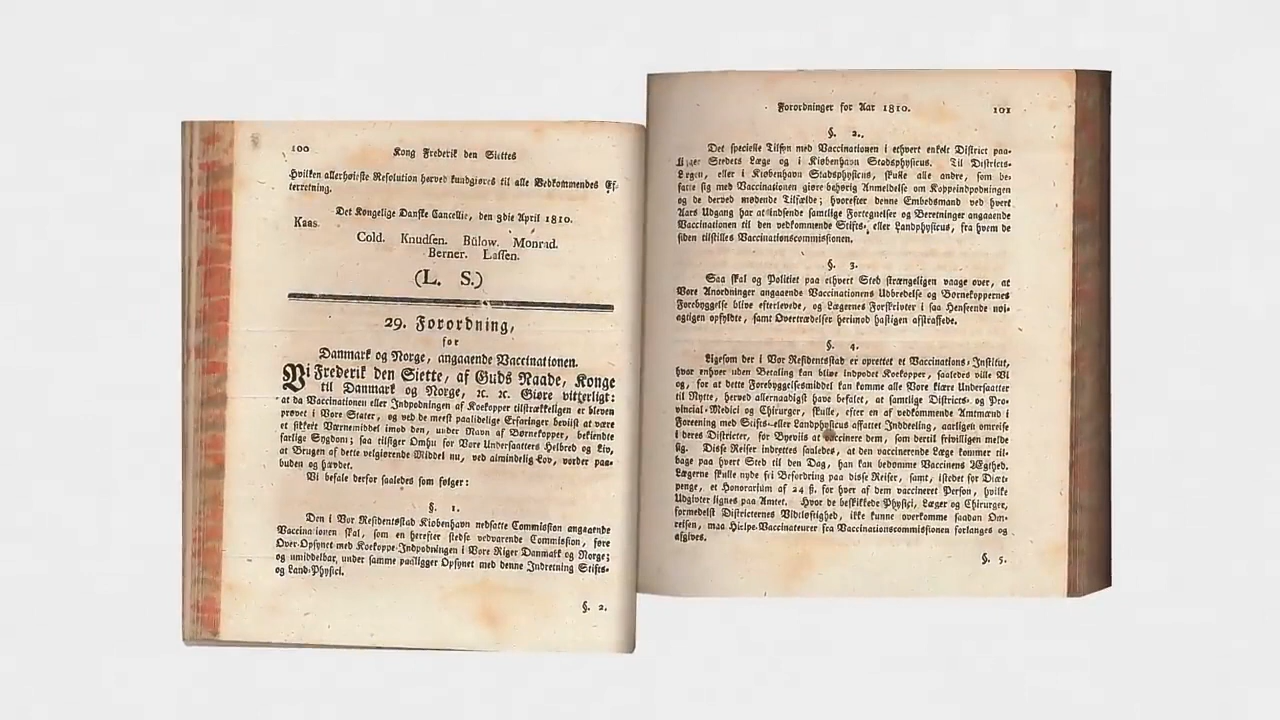 100
Kong Frederik den Siettes
Hvilken allerhøieste Resolution herved kundgiøres til alle Vedkommendes Ef-
terretning.
Det Kongelige Danske Cancellie, den 3die April 1810.
Kaas.
Cold. Knudsen. Bülow. Monrad.
Berner. Lassen.
(L. S.)
29. Forordning,
for
Danmark og Norge, angaaende Vaccinationen.
Vi Frederik den Siette, af Guds Naade, Konge
til Danmark og Norge, ꝛc. ꝛc. Giøre vitterligt:
at da Vaccinationen eller Indpodningen af Kokopper tilstrækkeligen er bleven
prøvet i Vore Stater, og ved de meest paalidelige Erfaringer beviist at være
et sikkert Værnemiddel imod den, under Navn af Børnekopper, bekiendte
farlige Sygdom; saa tilsiger Omhu for Vore Undersaatters Helbred og Liv,
at Brugen af dette velgiørende Middel nu, ved almindelig Lov, vorder paa-
buden og hævdet.
Vi befale derfor saaledes som følger:
§. 1.
Den i Vor Residentsstad Kiøbenhavn nedsatte Commission angaaende
Vaccinationen skal, som en herefter stedse vedvarende Commission, føre
Over-Opsynet med Kokoppe-Indpodningen i Vore Riger Danmark og Norge;
og umiddelbar, under samme paaligger Opsynet med denne Indretning Stifts-
og Land-Physici.
§. 2.
Forordninger for Aar 1810.
101
§. 2.
Det specielle Tilsyn med Vaccinationen i ethvert enkelt District paa-
ligger Stedets Læge og i Kiøbenhavn Stadsphysicus. Til Districts-
Lægen, eller i Kiøbenhavn Stadsphysicus, skulle alle andre, som be-
fatte sig med Vaccinationen giøre behørig Anmeldelse om Koppeindpodningen
og de derved mødende Tilfælde; hvorefter denne Embedsmand ved hvert
Aars Udgang har at indsende samtlige Fortegnelser og Beretninger angaaende
Vaccinationen til den vedkommende Stifts- eller Landphysicus, fra hvem de
siden tilstilles Vaccinationscommissionen.
§. 3.
Saa skal og Politiet paa ethvert Sted strængeligen vaage over, at
Vore Anordninger angaaende Vaccinationens Udbredelse og Børnekoppernes
Forebyggelse blive efterlevede, og Lægernes Forskrivter i saa Henseende nøi-
agtigen opfyldte, samt Overtrædelser herimod hastigen afstraffede.
§. 4.
Ligesom der i Vor Residentsstad er oprettet et Vaccinations-Institut,
hvor enhver uden Betaling kan blive indpodet Kokopper, saaledes ville Vi
og, for at dette Forebyggelsesmiddel kan komme alle Vore kiære Undersaatter
til Nytte, herved allernaadigst have befalet, at samtlige Districts- og Pro-
vincial-Medici og Chirurger, skulle, efter en af vedkommende Amtmænd i
Forening med Stifts- eller Landphysicus affattet Inddeeling, aarligen omreise
i deres Districter, for Byeviis at vaccinere dem, som dertil frivilligen melde
sig. Disse Reiser indrettes saaledes, at den vaccinerende Læge kommer til-
bage paa hvert Sted til den Dag, han kan bedømme Vaccinens Ægthed.
Lægerne skulle nyde fri Befordring paa disse Reiser, samt, istedet for Diæt-
penge, et Honorarium af 24 ß. for hver af dem vaccineret Person, hvilke
Udgivter lignes paa Amtet. Hvor de beskikkede Physici, Læger og Chirurger,
formedelst Districternes Vidtløftighed, ikke kunne overkomme saadan Om-
reisen, maa Hielpe-Vaccinateurer fra Vaccinationscommissionen forlanges og
afgives.
§. 5.